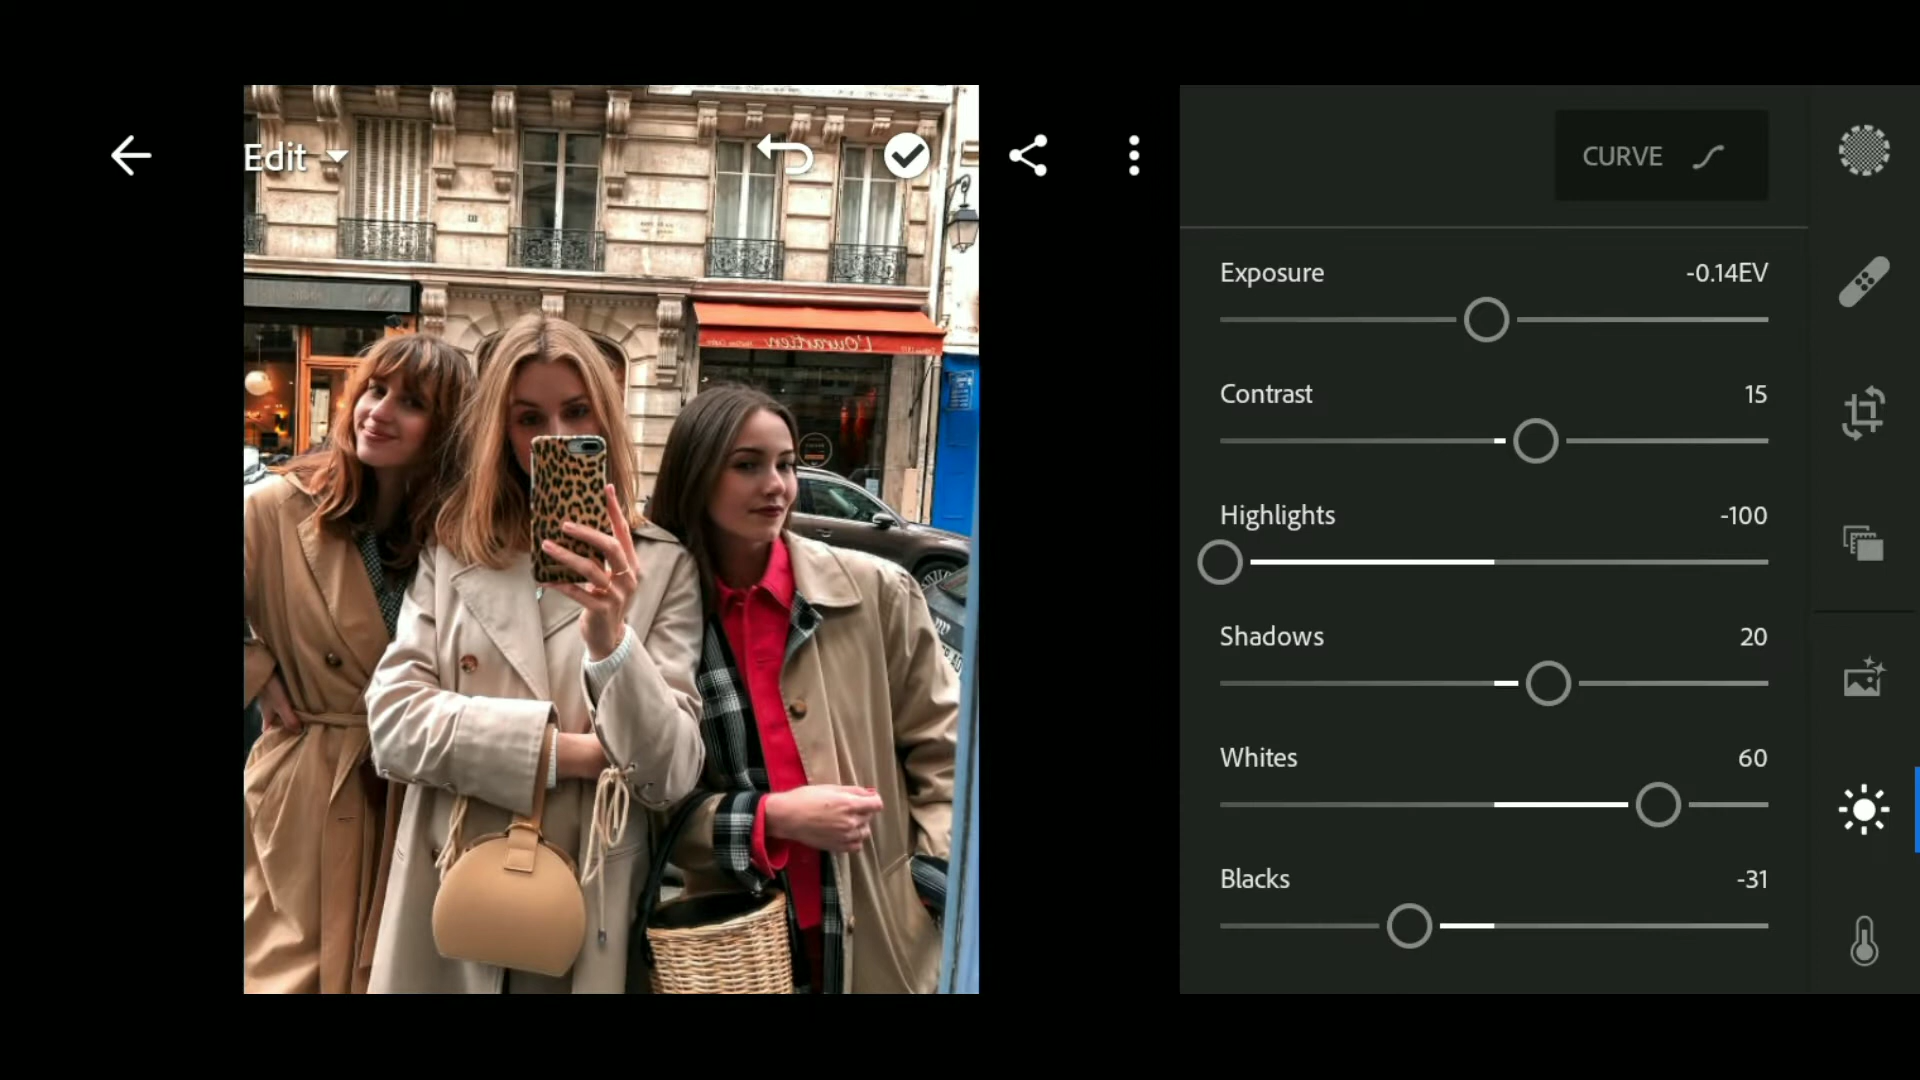 Edit
CURVE
Exposure -0.14EV
Contrast 15
Highlights -100
Shadows 20
Whites 60
Blacks -31